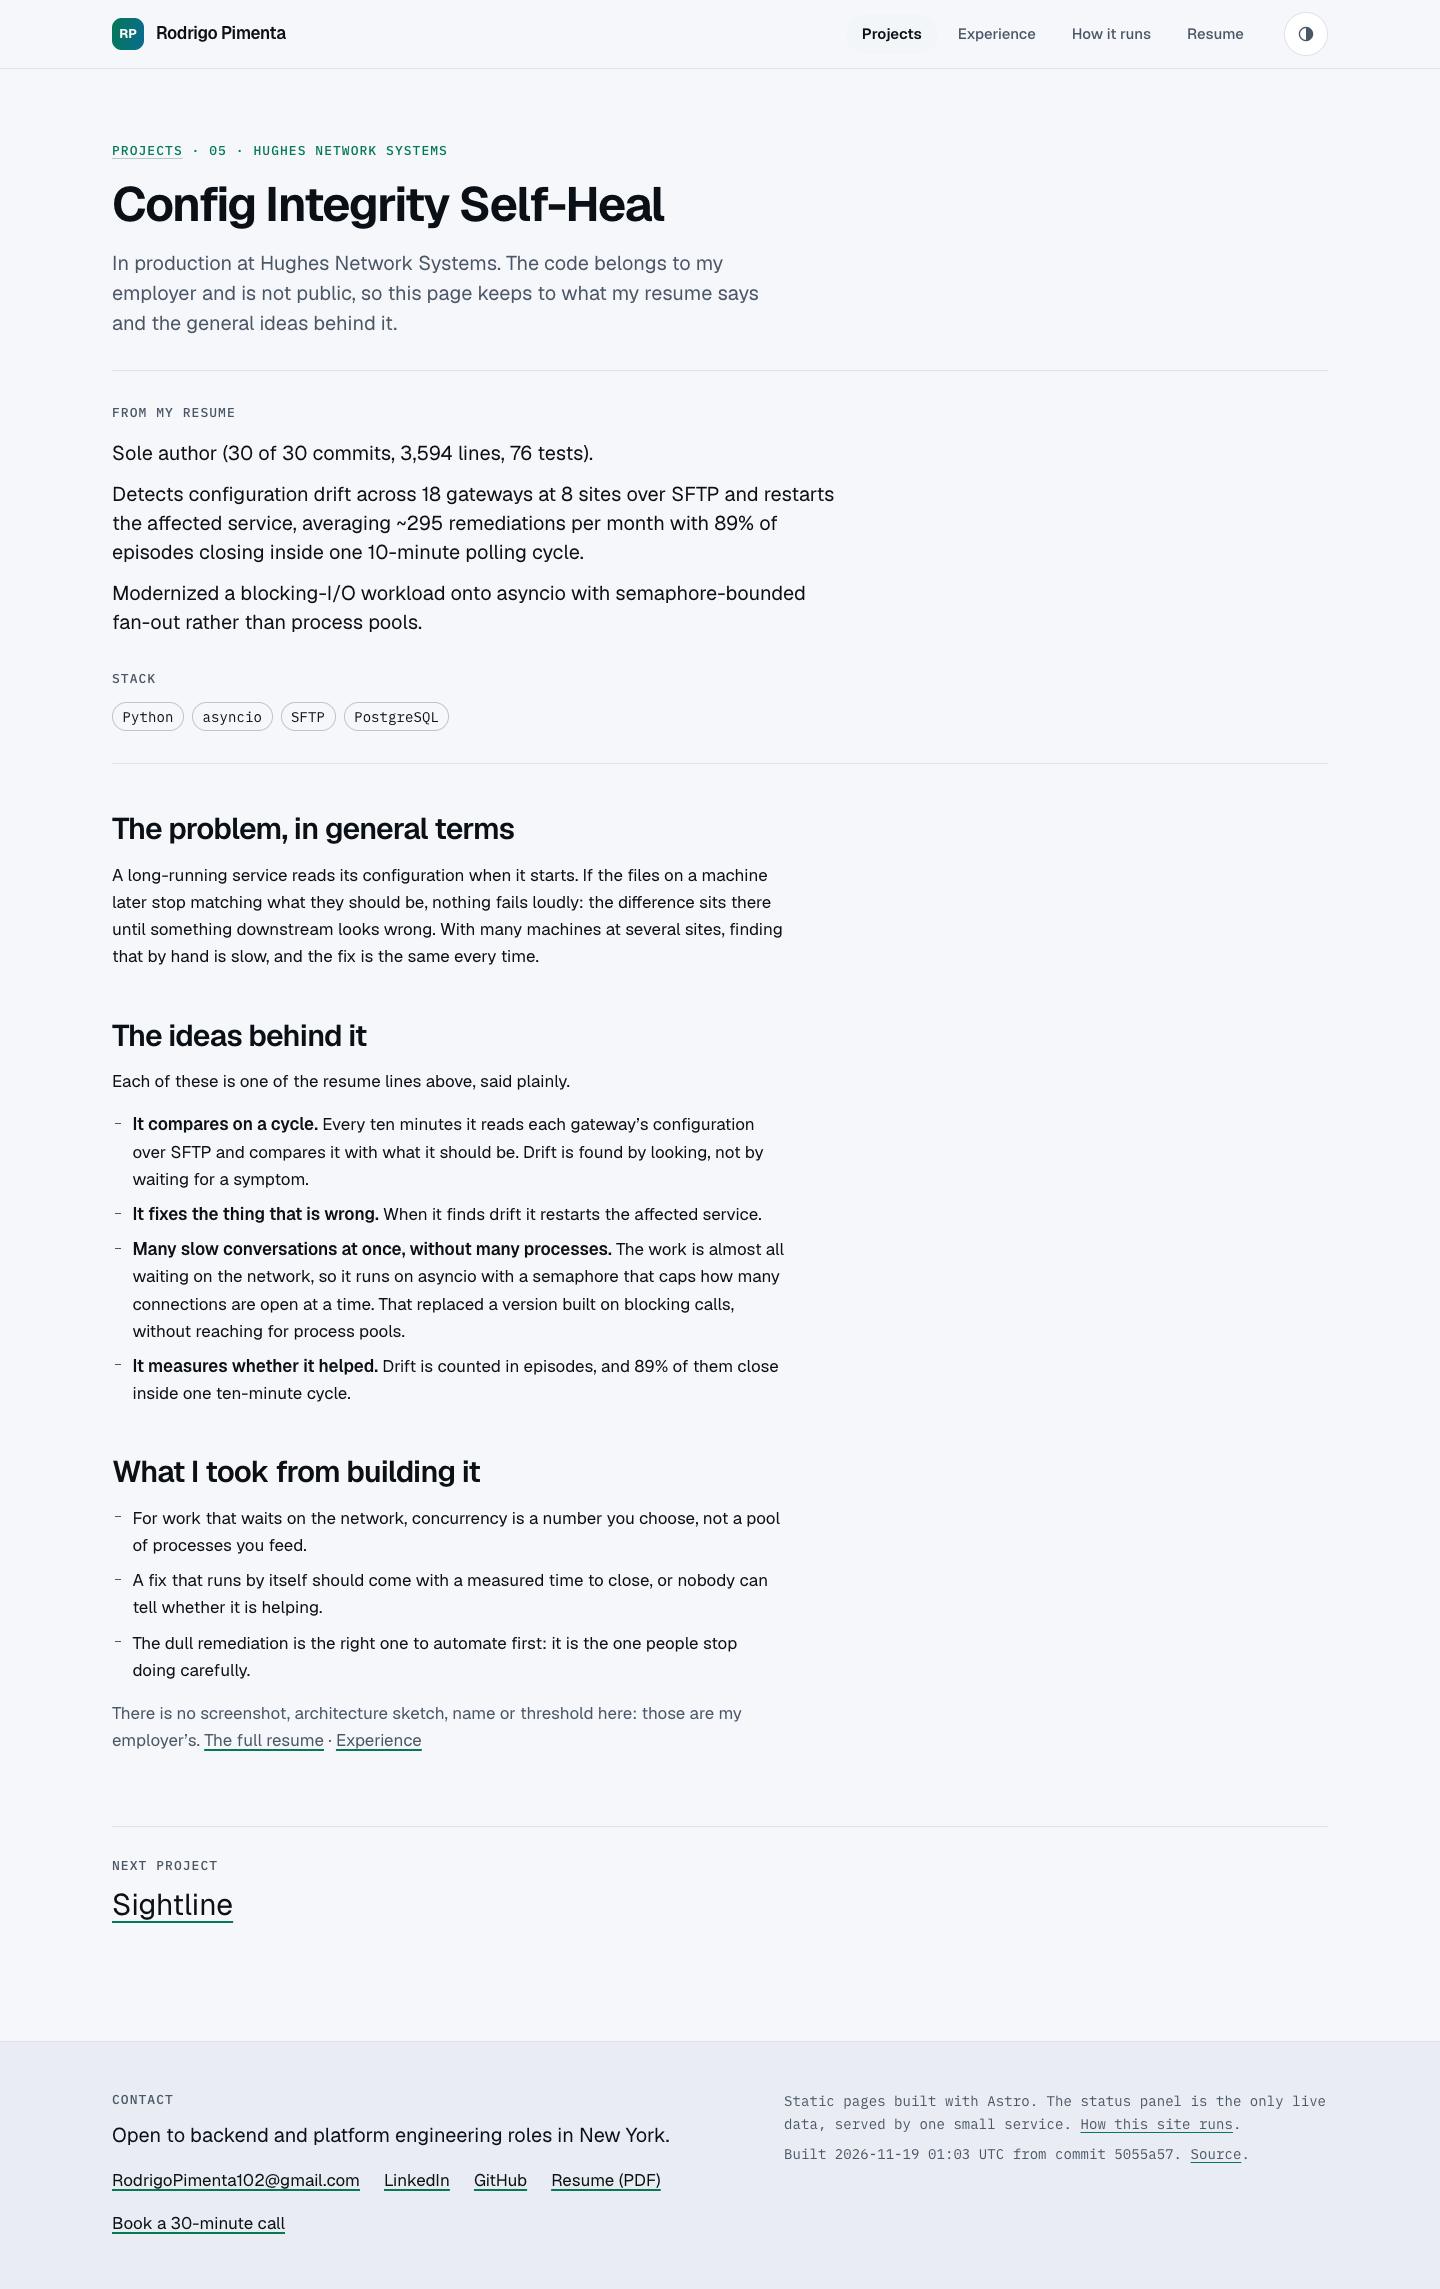 RP Rodrigo Pimenta Projects Experience How it runs Resume
PROJECTS · 05 · HUGHES NETWORK SYSTEMS
Config Integrity Self-Heal
In production at Hughes Network Systems. The code belongs to my
employer and is not public, so this page keeps to what my resume says
and the general ideas behind it.
FROM MY RESUME
Sole author (30 of 30 commits, 3,594 lines, 76 tests).
Detects configuration drift across 18 gateways at 8 sites over SFTP and restarts
the affected service, averaging ~295 remediations per month with 89% of
episodes closing inside one 10-minute polling cycle.
Modernized a blocking-I/O workload onto asyncio with semaphore-bounded
fan-out rather than process pools.
STACK
Python asyncio SFTP PostgreSQL
The problem, in general terms
A long-running service reads its configuration when it starts. If the files on a machine
later stop matching what they should be, nothing fails loudly: the difference sits there
until something downstream looks wrong. With many machines at several sites, finding
that by hand is slow, and the fix is the same every time.
The ideas behind it
Each of these is one of the resume lines above, said plainly.
– It compares on a cycle. Every ten minutes it reads each gateway’s configuration
over SFTP and compares it with what it should be. Drift is found by looking, not by
waiting for a symptom.
– It fixes the thing that is wrong. When it finds drift it restarts the affected service.
– Many slow conversations at once, without many processes. The work is almost all
waiting on the network, so it runs on asyncio with a semaphore that caps how many
connections are open at a time. That replaced a version built on blocking calls,
without reaching for process pools.
– It measures whether it helped. Drift is counted in episodes, and 89% of them close
inside one ten-minute cycle.
What I took from building it
– For work that waits on the network, concurrency is a number you choose, not a pool
of processes you feed.
– A fix that runs by itself should come with a measured time to close, or nobody can
tell whether it is helping.
– The dull remediation is the right one to automate first: it is the one people stop
doing carefully.
There is no screenshot, architecture sketch, name or threshold here: those are my
employer’s. The full resume · Experience
NEXT PROJECT
Sightline
CONTACT
Open to backend and platform engineering roles in New York.
RodrigoPimenta102@gmail.com LinkedIn GitHub Resume (PDF)
Book a 30-minute call
Static pages built with Astro. The status panel is the only live
data, served by one small service. How this site runs.
Built 2026-11-19 01:03 UTC from commit 5055a57. Source.